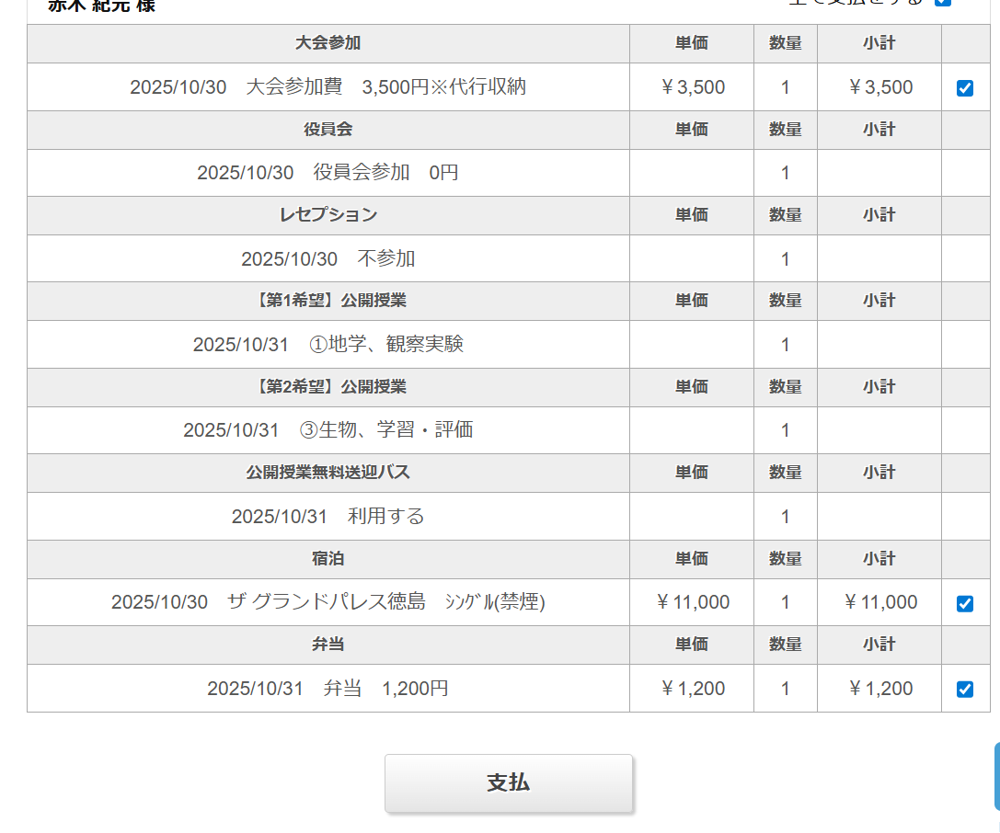 赤木 紀元 様
全て支払をする
大会参加 単価 数量 小計
2025/10/30 大会参加費 3,500円※代行収納 ¥3,500 1 ¥3,500
役員会 単価 数量 小計
2025/10/30 役員会参加 0円 1
レセプション 単価 数量 小計
2025/10/30 不参加 1
【第1希望】公開授業 単価 数量 小計
2025/10/31 ①地学、観察実験 1
【第2希望】公開授業 単価 数量 小計
2025/10/31 ③生物、学習・評価 1
公開授業無料送迎バス 単価 数量 小計
2025/10/31 利用する 1
宿泊 単価 数量 小計
2025/10/30 ザ グランドパレス徳島 ｼﾝｸﾞﾙ(禁煙) ¥11,000 1 ¥11,000
弁当 単価 数量 小計
2025/10/31 弁当 1,200円 ¥1,200 1 ¥1,200
支払